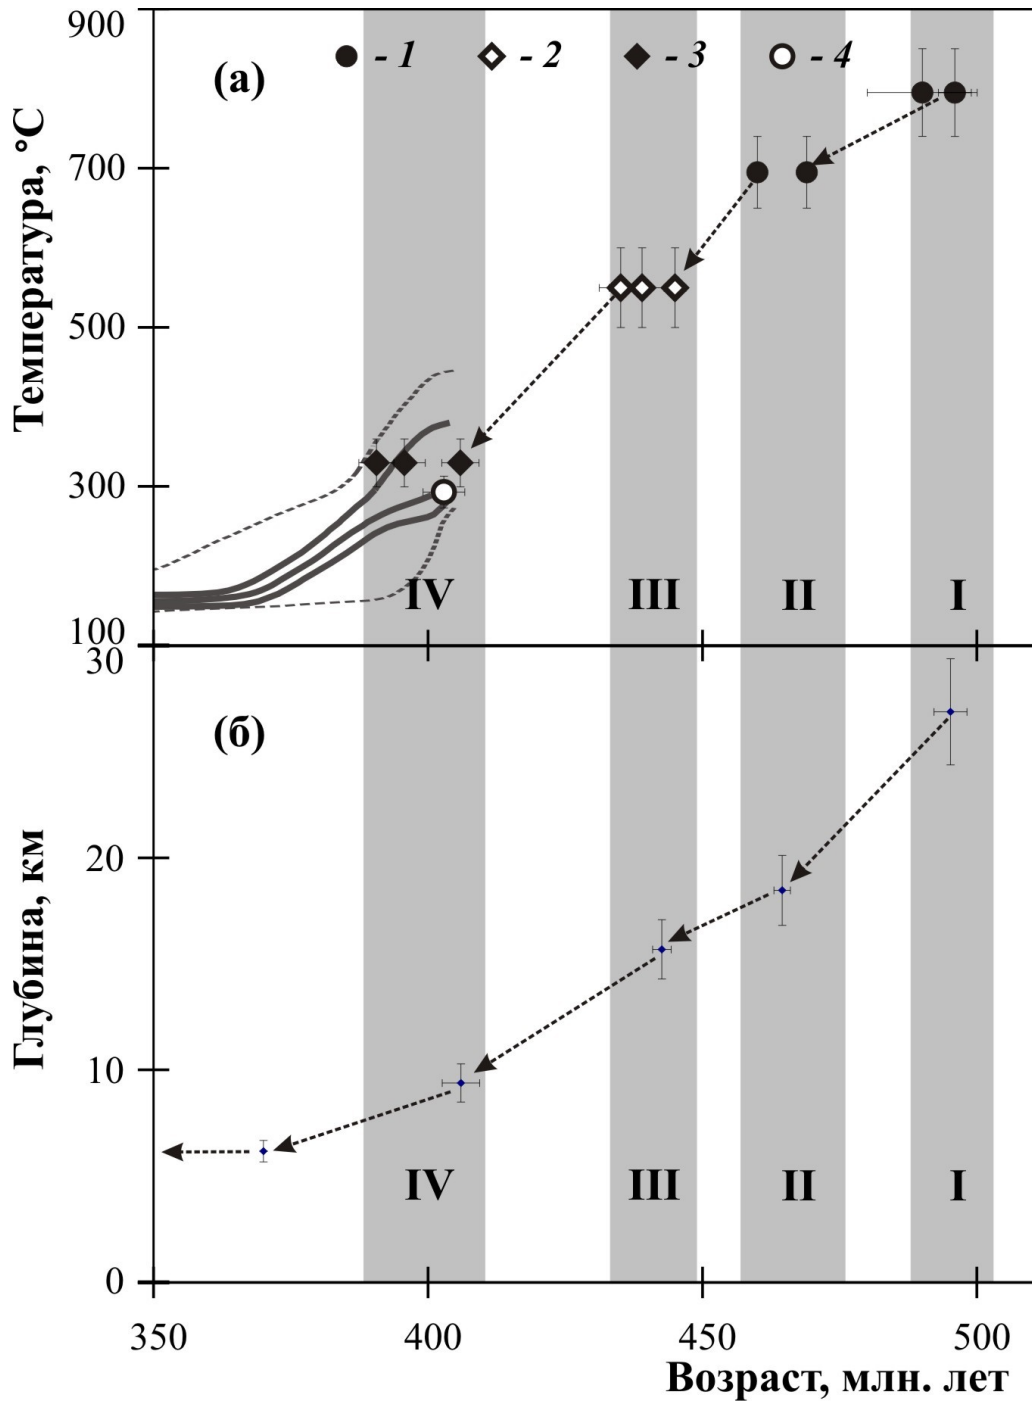 900
(а)
- 1
- 2
- 3
- 4
Температура, °С
700
500
300
IV
III
II
I
100
30
(б)
Глубина, км
20
10
IV
III
II
I
0
350
400
450
500
Возраст, млн. лет